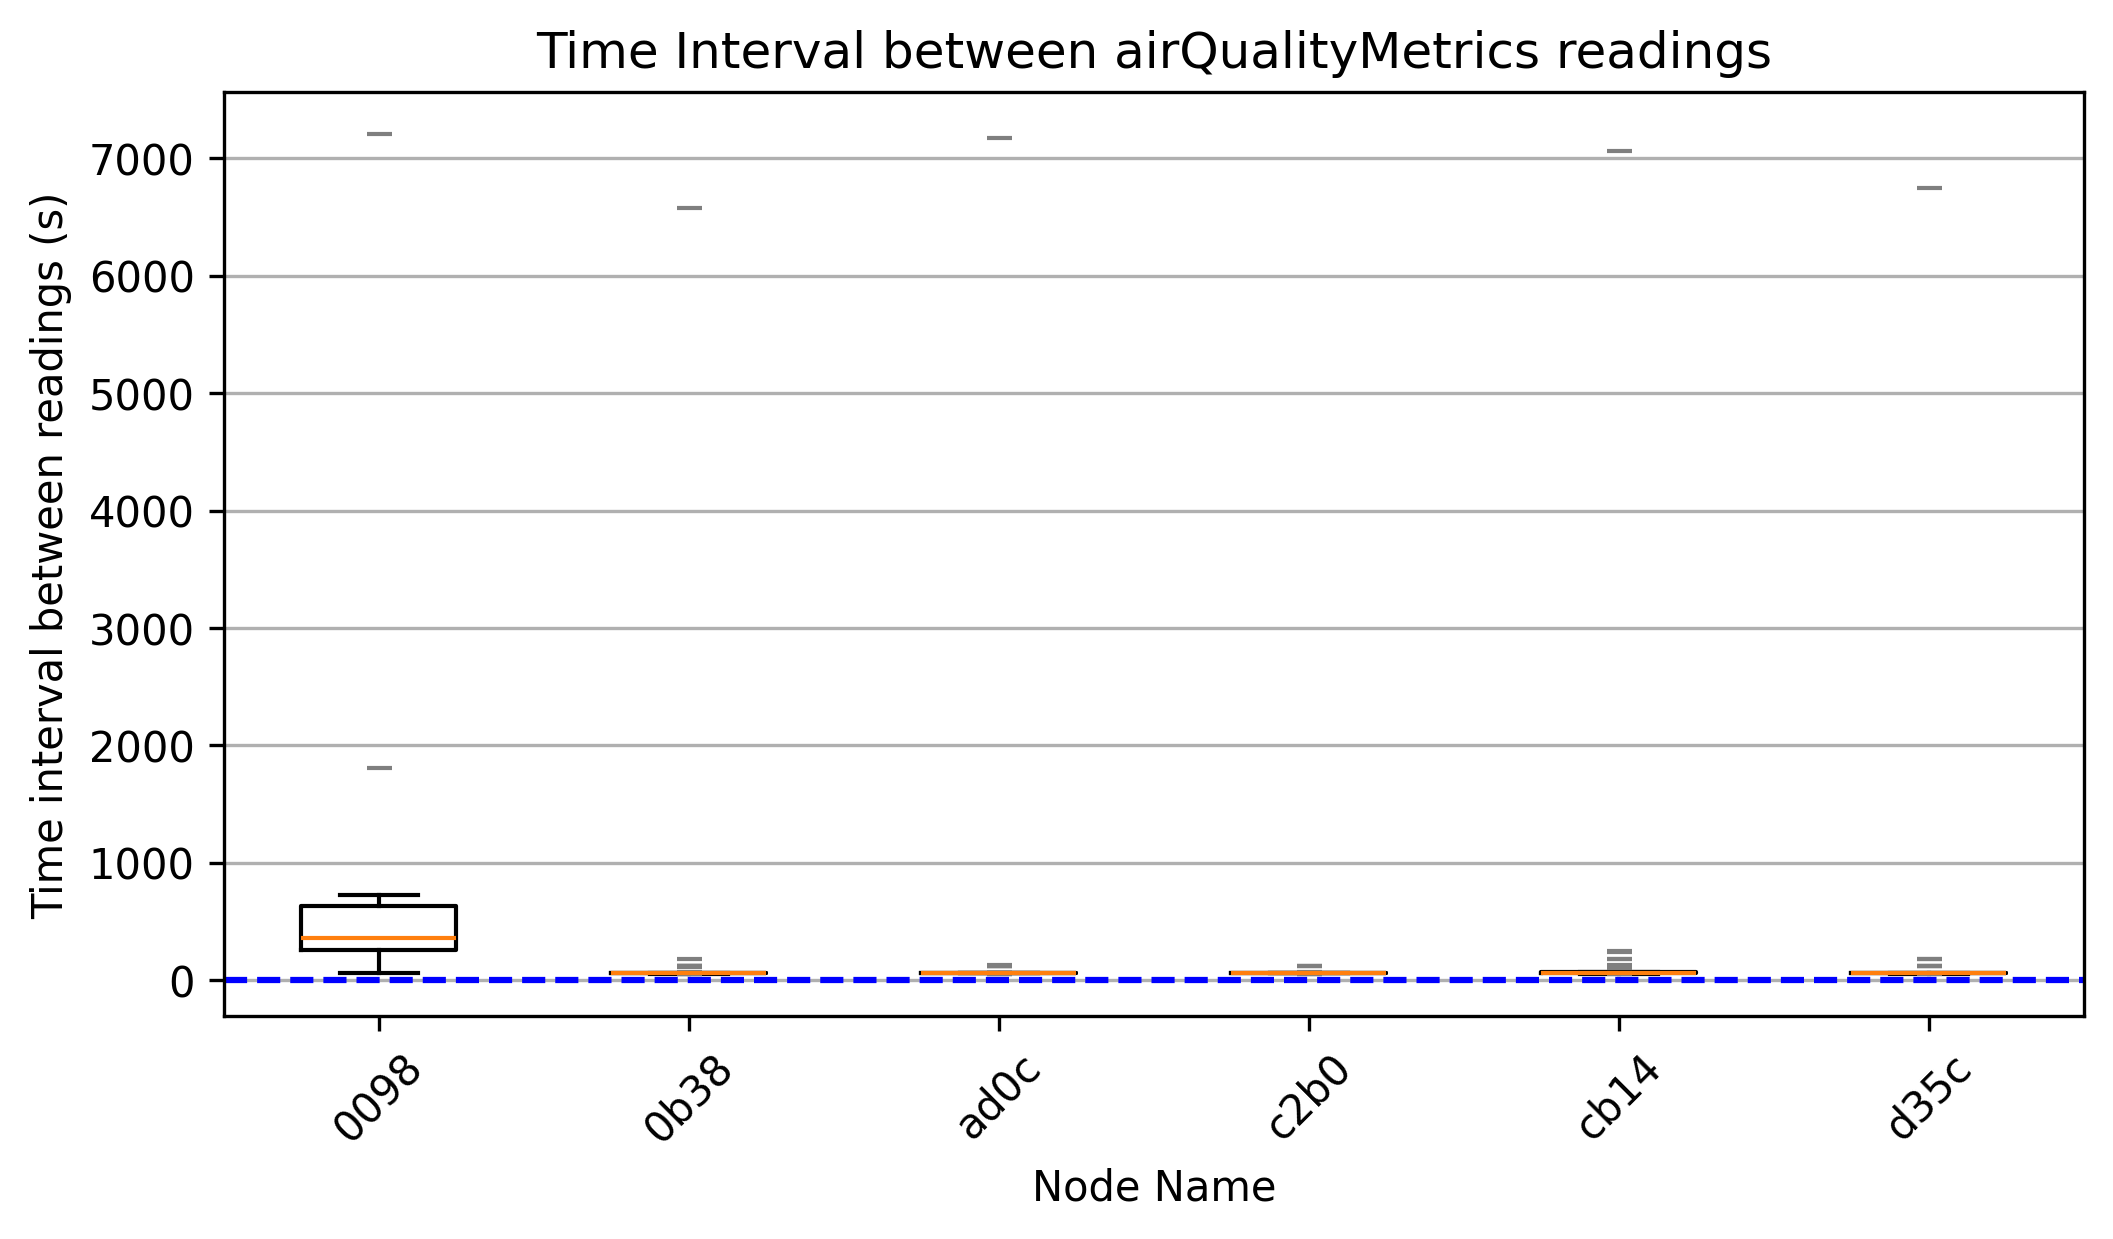 Time Interval between airQualityMetrics readings
Time interval between readings (s)
7000
6000
5000
4000
3000
2000
1000
0
0098
0b38
ad0c
c2b0
cb14
d35c
Node Name